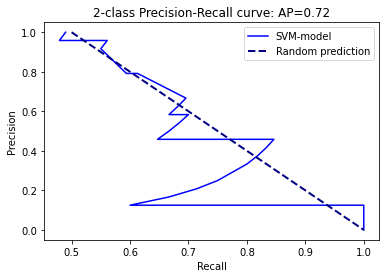 2-class Precision-Recall curve: AP=0.72
SVM-model
Random prediction
Precision
1.0
0.8
0.6
0.4
0.2
0.0
0.5 0.6 0.7 0.8 0.9 1.0
Recall